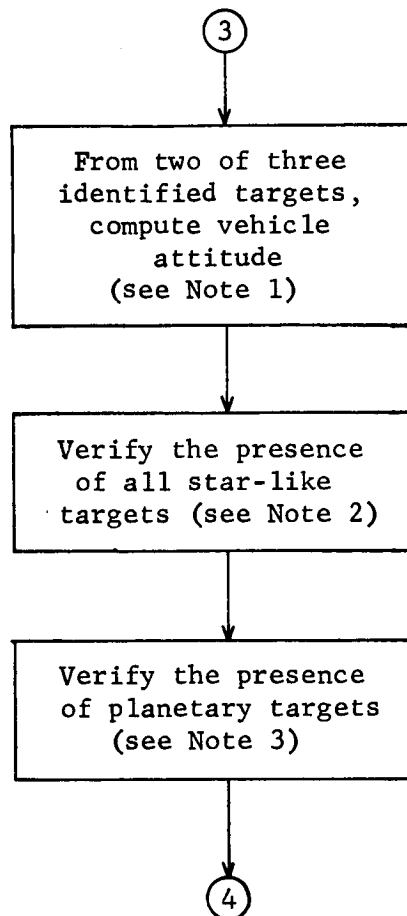 3
From two of three
identified targets,
compute vehicle
attitude
(see Note 1)
Verify the presence
of all star-like
targets (see Note 2)
Verify the presence
of planetary targets
(see Note 3)
4